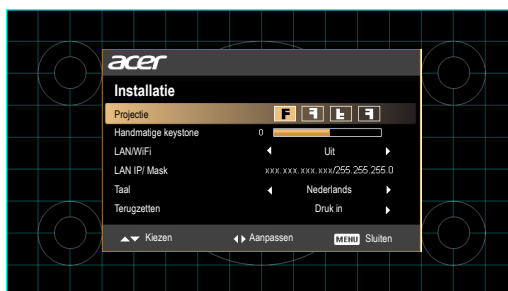 acer
Installatie
Projectie F
Handmatige keystone 0
LAN/WiFi Uit
LAN IP/ Mask xxx.xxx.xxx.xxx/255.255.255.0
Taal Nederlands
Terugzetten Druk in
Kiezen Aanpassen MENU Sluiten